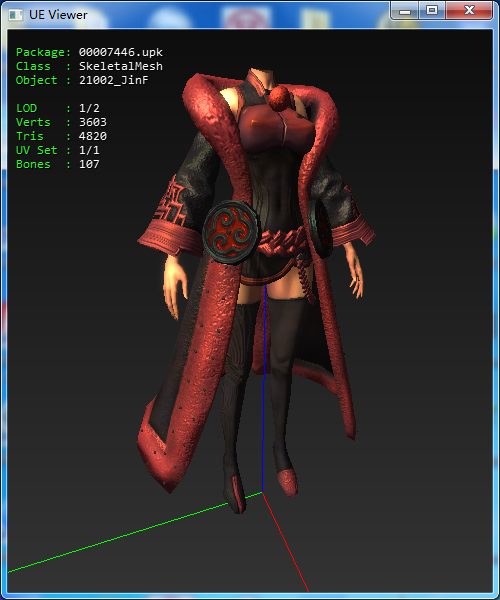 UE Viewer
Package: 00007446.upk
Class : SkeletalMesh
Object : 21002_JinF
LOD : 1/2
Verts : 3603
Tris : 4820
UV Set : 1/1
Bones : 107